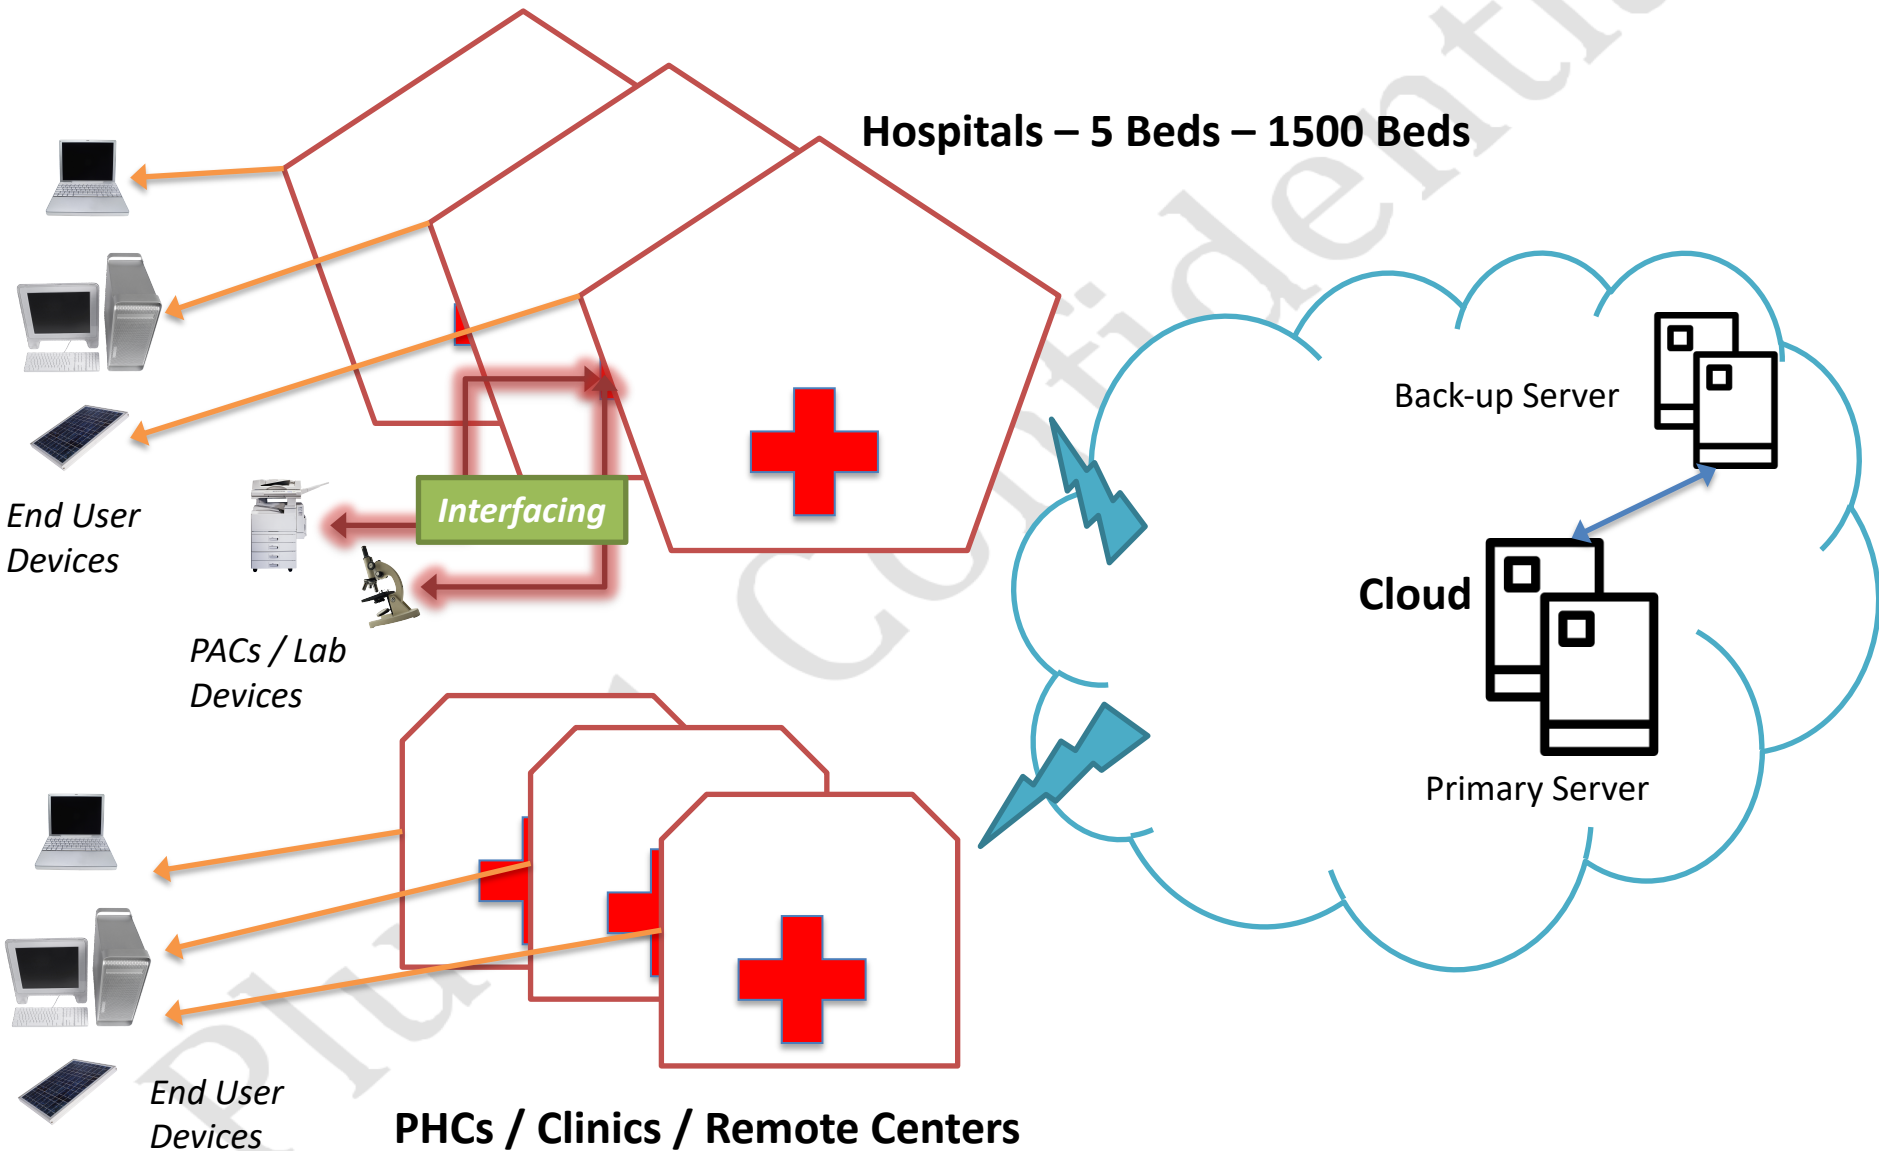 Hospitals – 5 Beds – 1500 Beds
Back-up Server
End User
Devices
Interfacing
Cloud
PACs / Lab
Devices
Primary Server
End User
Devices
PHCs / Clinics / Remote Centers